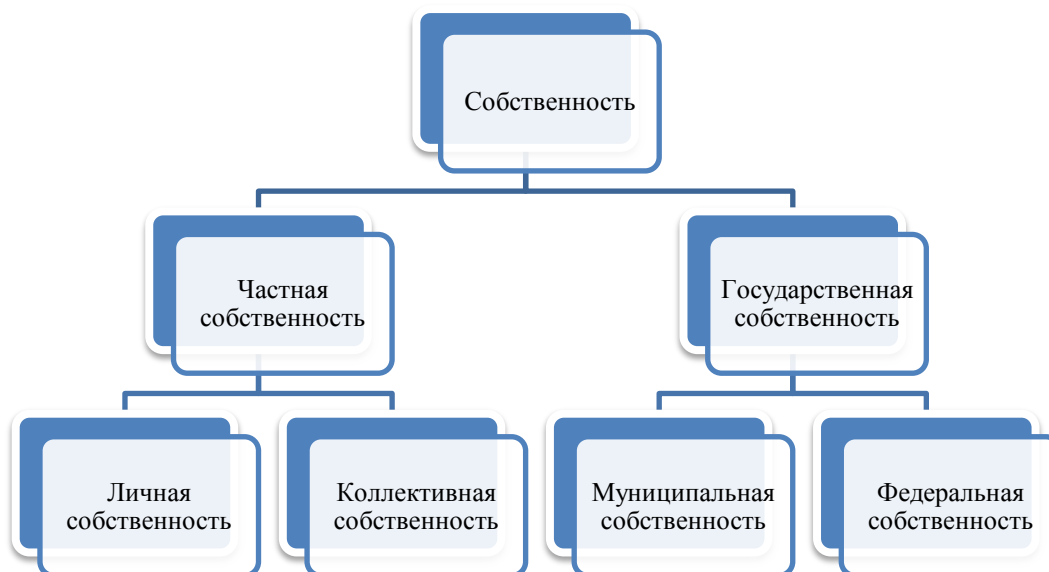 Собственность
Частная
собственность
Государственная
собственность
Личная
собственность
Коллективная
собственность
Муниципальная
собственность
Федеральная
собственность